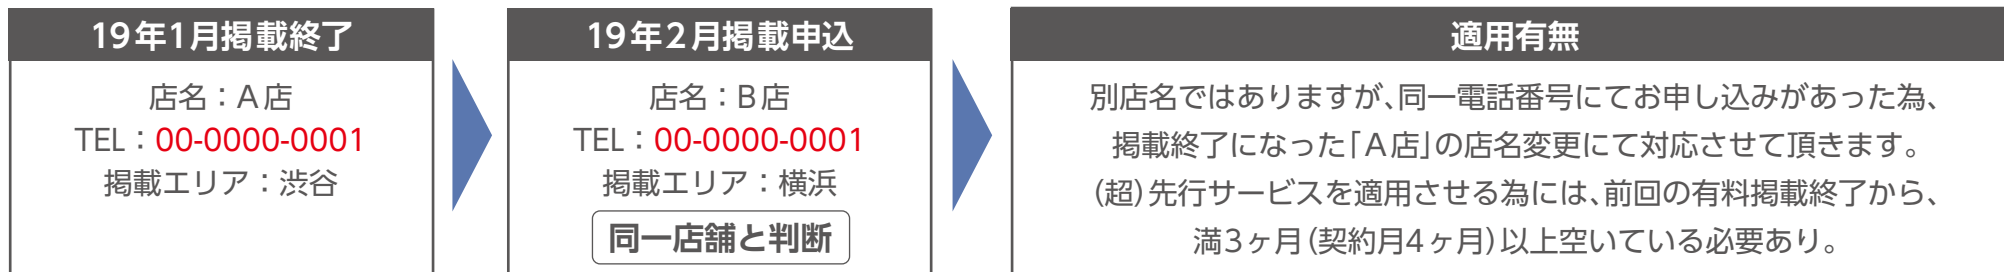 19年1月掲載終了
店名：A店
TEL：00-0000-0001
掲載エリア：渋谷
19年2月掲載申込
店名：B店
TEL：00-0000-0001
掲載エリア：横浜
同一店舗と判断
適用有無
別店名ではありますが、同一電話番号にてお申し込みがあった為、
掲載終了になった「A店」の店名変更にて対応させて頂きます。
(超)先行サービスを適用させる為には、前回の有料掲載終了から、
満3ヶ月(契約月4ヶ月)以上空いている必要あり。